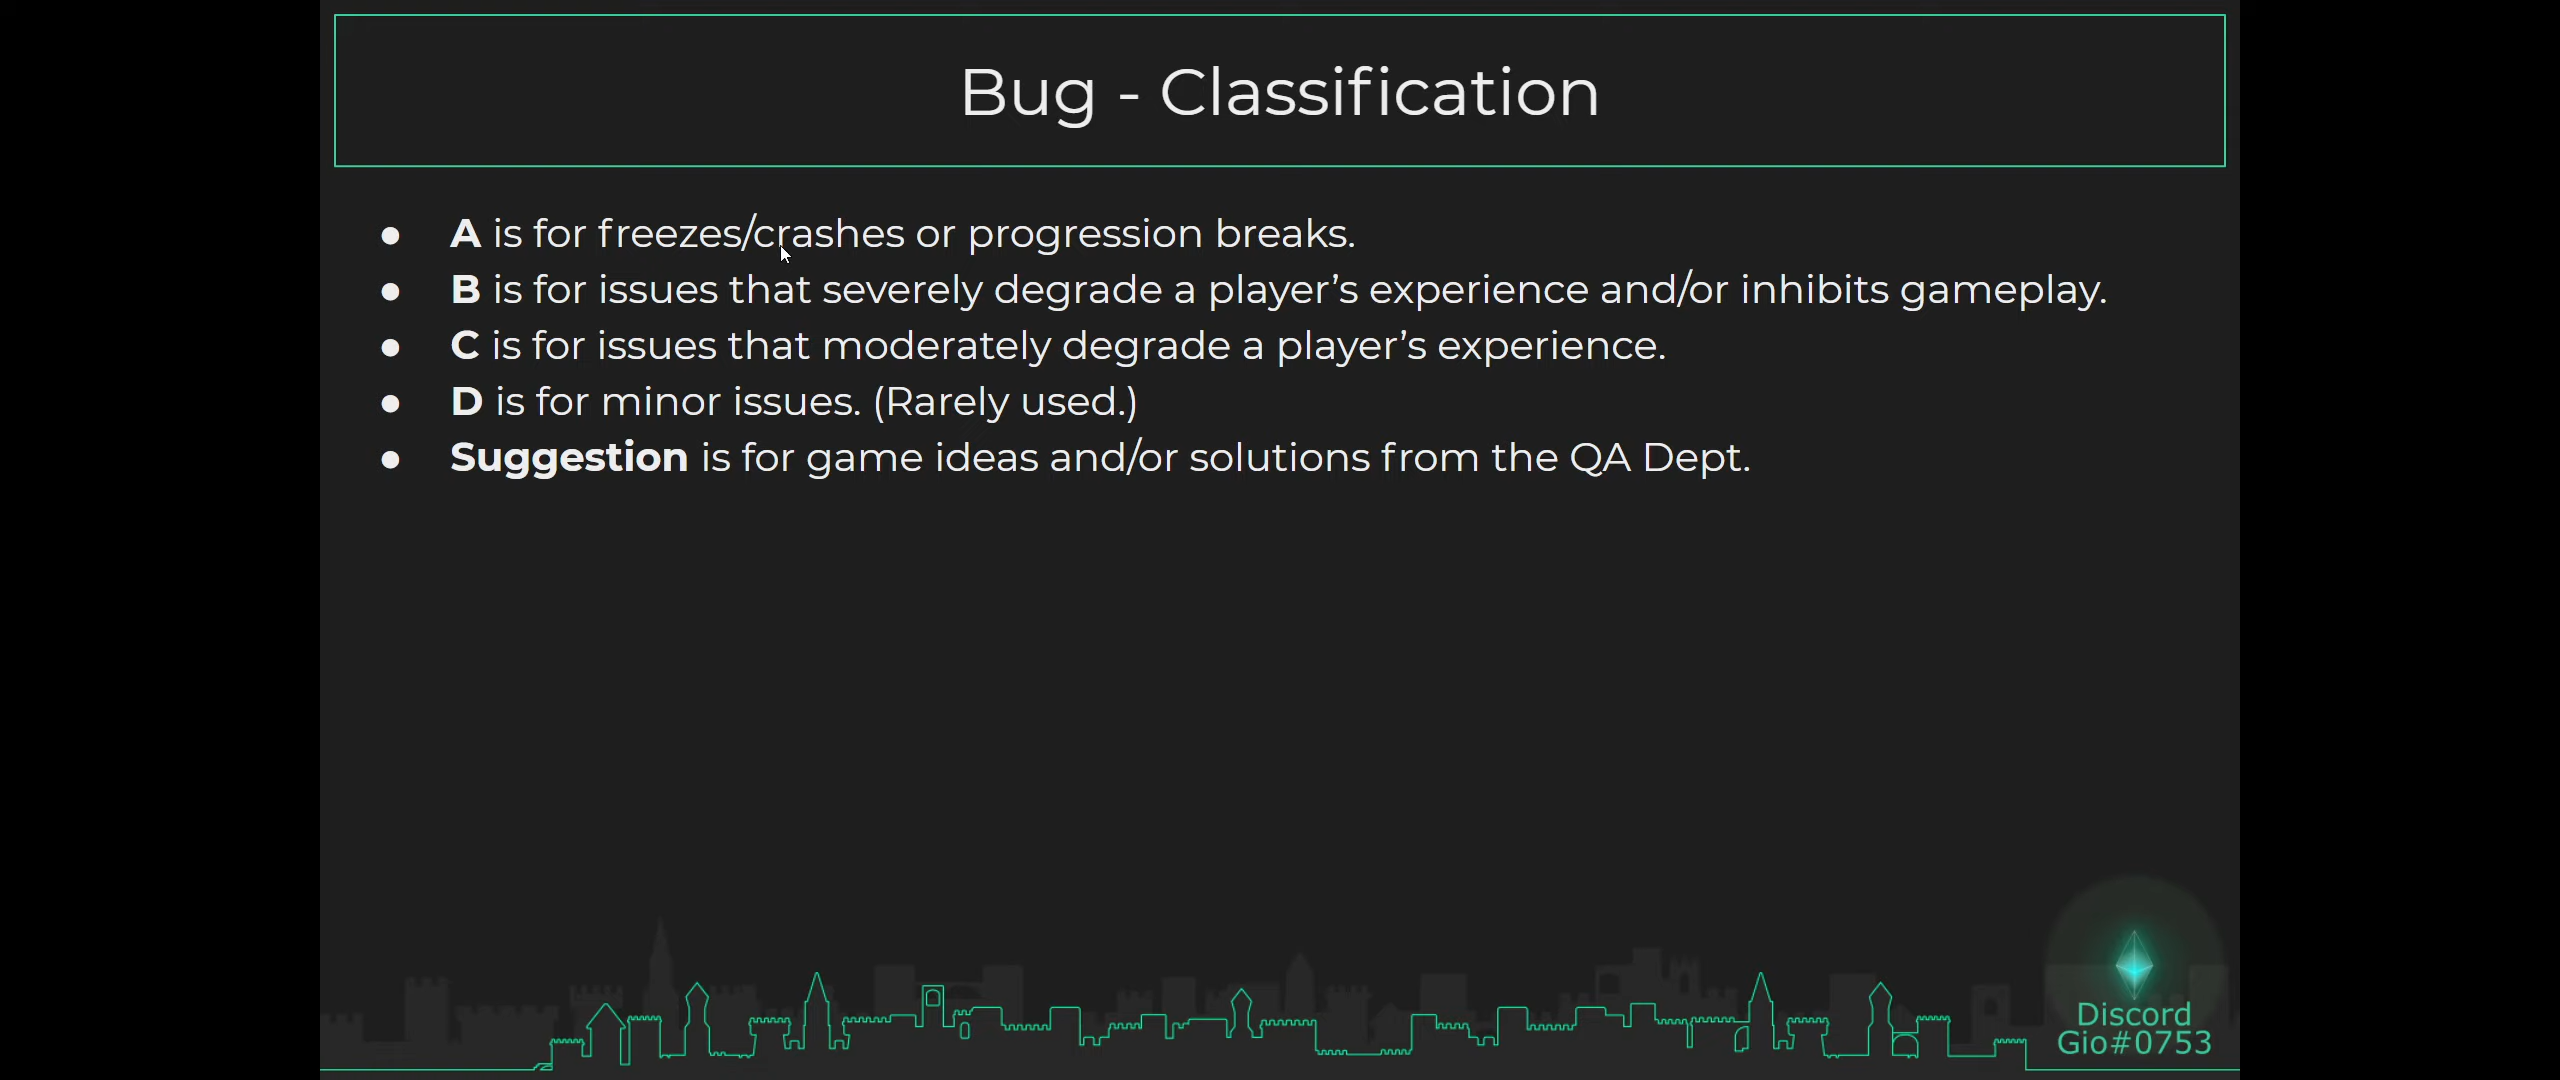 Bug - Classification
● A is for freezes/crashes or progression breaks.
● B is for issues that severely degrade a player’s experience and/or inhibits gameplay.
● C is for issues that moderately degrade a player’s experience.
● D is for minor issues. (Rarely used.)
● Suggestion is for game ideas and/or solutions from the QA Dept.
Discord
Gio#0753